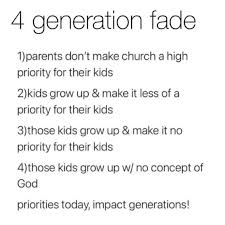 4 generation fade
1)parents don't make church a high
priority for their kids
2)kids grow up & make it less of a
priority for their kids
3)those kids grow up & make it no
priority for their kids
4)those kids grow up w/ no concept of
God
priorities today, impact generations!